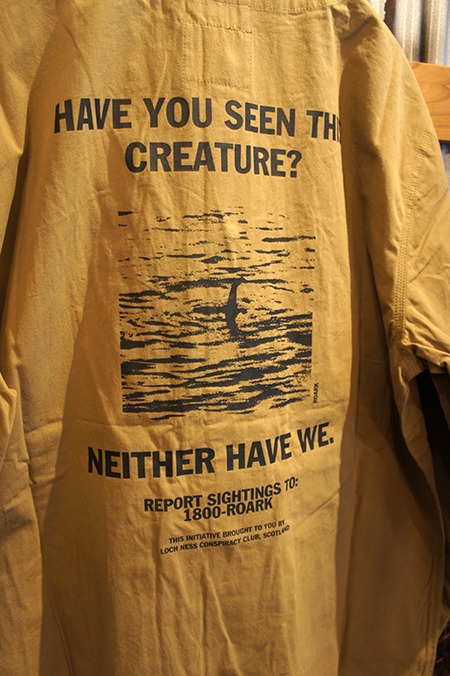 HAVE YOU SEEN THI
CREATURE?
ROARK
NEITHER HAVE WE.
REPORT SIGHTINGS TO:
1800-ROARK
THIS INITIATIVE BROUGHT TO YOU BY
LOCH NESS CONSPIRACY CLUB, SCOTLAND